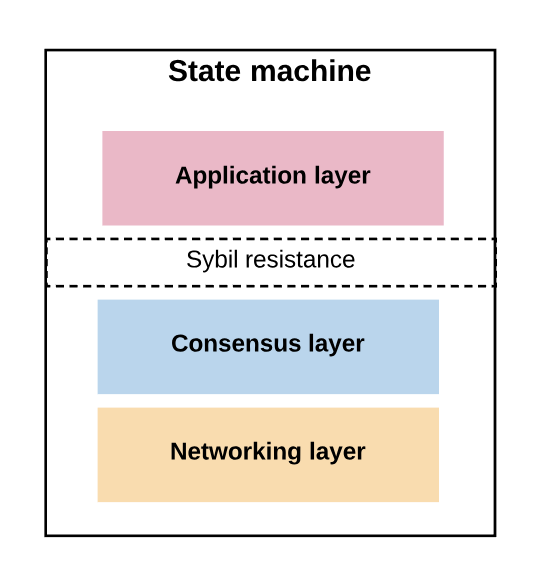 State machine
Application layer
Sybil resistance
Consensus layer
Networking layer